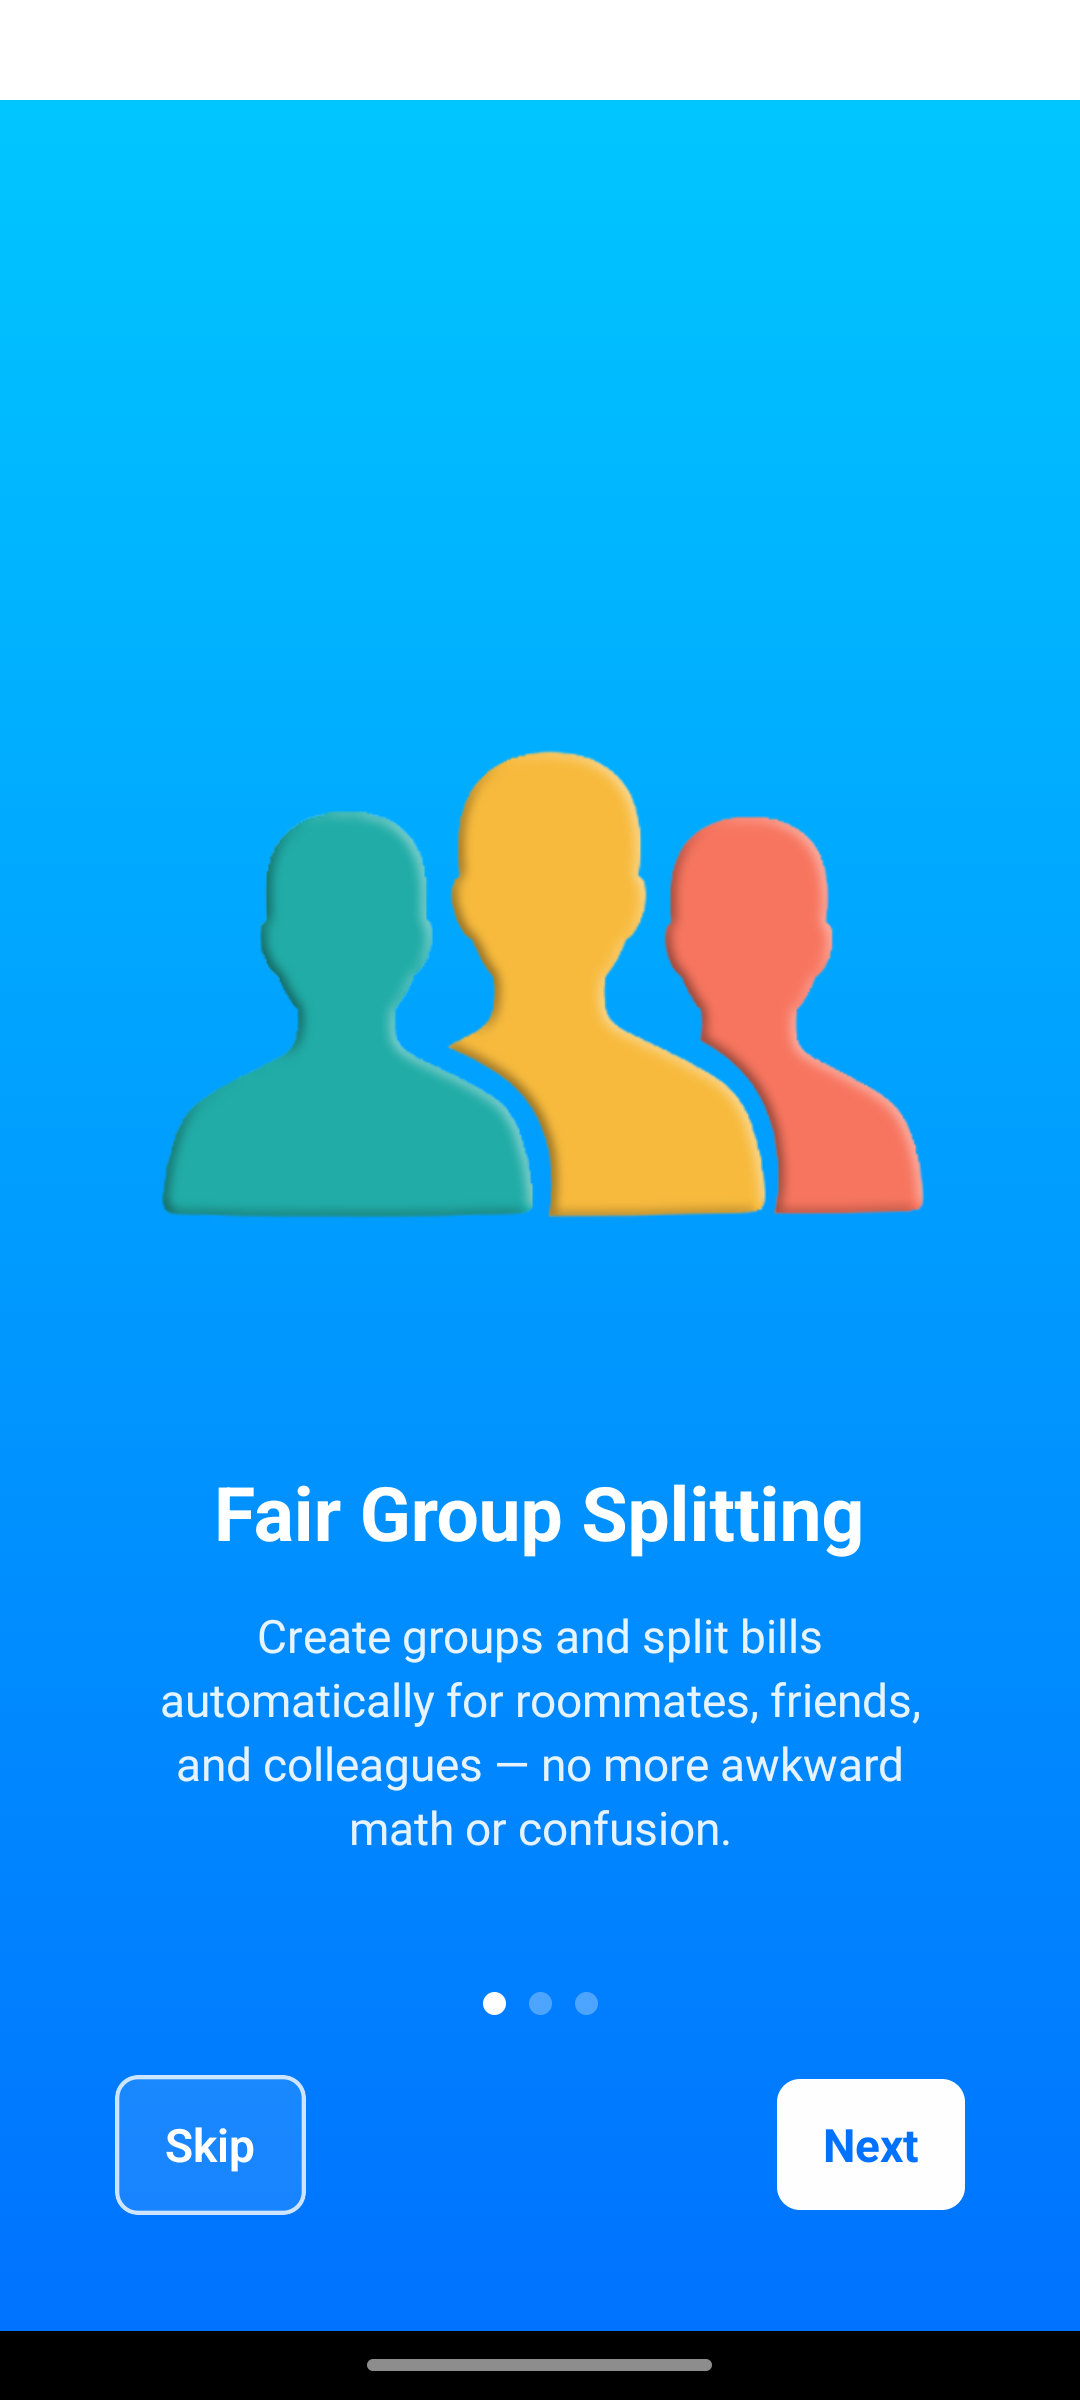 Fair Group Splitting
Create groups and split bills
automatically for roommates, friends,
and colleagues — no more awkward
math or confusion.
Skip
Next